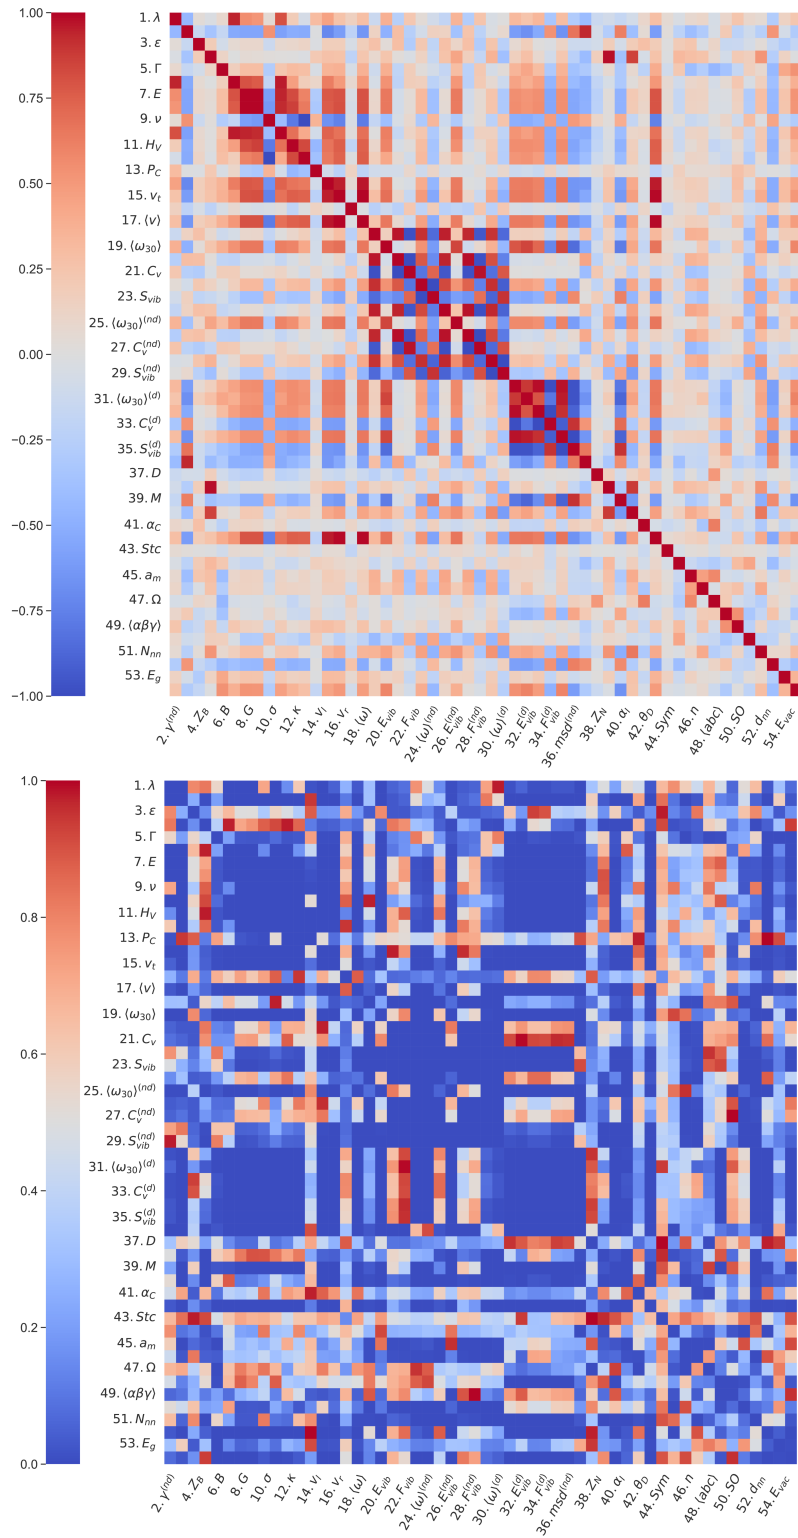 1.00
0.75
0.50
0.25
0.00
−0.25
−0.50
−0.75
−1.00
1. λ
3. ε
5. Γ
7. E
9. ν
11. H_V
13. P_C
15. v_t
17. ⟨v⟩
19. ⟨ω_30⟩
21. C_v
23. S_vib
25. ⟨ω_30⟩^(nd)
27. C_v^(nd)
29. S_vib^(nd)
31. ⟨ω_30⟩^(d)
33. C_v^(d)
35. S_vib^(d)
37. D
39. M
41. α_C
43. Stc
45. a_m
47. Ω
49. ⟨αβγ⟩
51. N_nn
53. E_g
2. γ^(nd)
4. Z_B
6. B
8. G
10. σ
12. κ
14. v_l
16. v_r
18. ⟨ω⟩
20. E_vib
22. F_vib
24. ⟨ω⟩^(nd)
26. E_vib^(nd)
28. F_vib^(nd)
30. ⟨ω⟩^(d)
32. E_vib^(d)
34. F_vib^(d)
36. msd^(nd)
38. Z_N
40. α_l
42. θ_D
44. Sym
46. n
48. ⟨abc⟩
50. SO
52. d_nn
54. E_vac
1.0
0.8
0.6
0.4
0.2
0.0
1. λ
3. ε
5. Γ
7. E
9. ν
11. H_V
13. P_C
15. v_t
17. ⟨v⟩
19. ⟨ω_30⟩
21. C_v
23. S_vib
25. ⟨ω_30⟩^(nd)
27. C_v^(nd)
29. S_vib^(nd)
31. ⟨ω_30⟩^(d)
33. C_v^(d)
35. S_vib^(d)
37. D
39. M
41. α_C
43. Stc
45. a_m
47. Ω
49. ⟨αβγ⟩
51. N_nn
53. E_g
2. γ^(nd)
4. Z_B
6. B
8. G
10. σ
12. κ
14. v_l
16. v_r
18. ⟨ω⟩
20. E_vib
22. F_vib
24. ⟨ω⟩^(nd)
26. E_vib^(nd)
28. F_vib^(nd)
30. ⟨ω⟩^(d)
32. E_vib^(d)
34. F_vib^(d)
36. msd^(nd)
38. Z_N
40. α_l
42. θ_D
44. Sym
46. n
48. ⟨abc⟩
50. SO
52. d_nn
54. E_vac